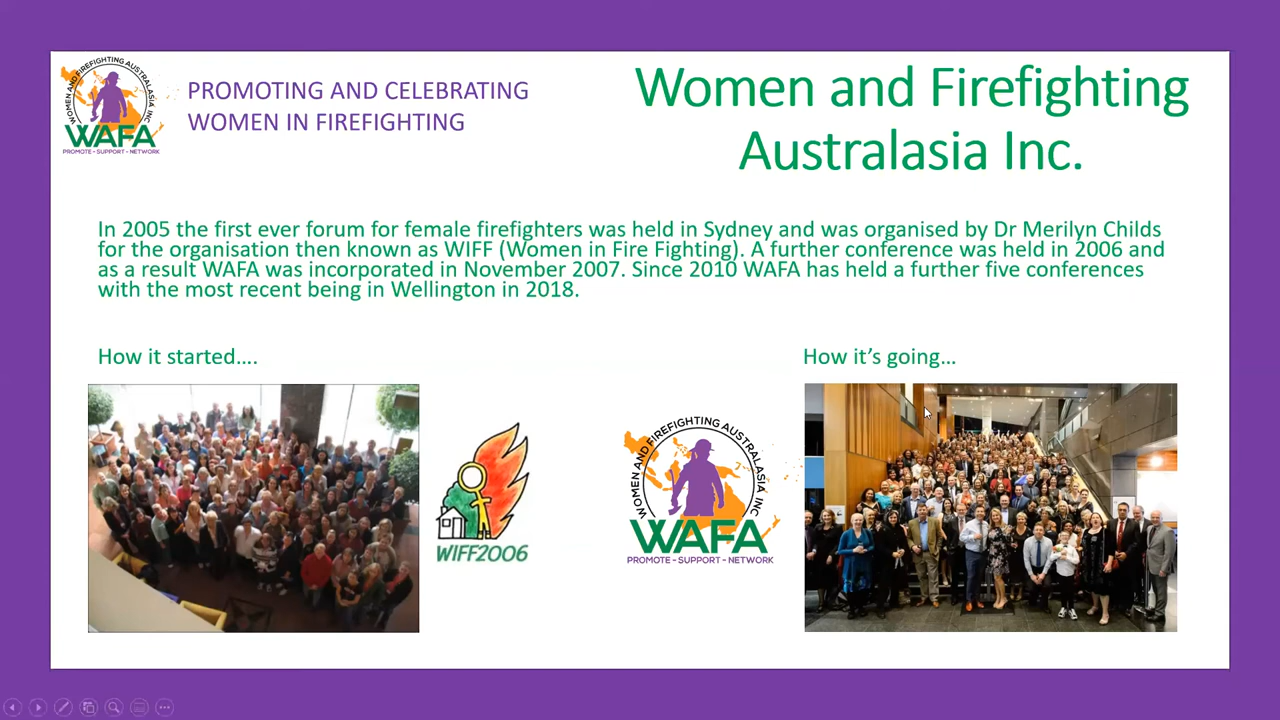 WOMEN AND FIREFIGHTING AUSTRALASIA INC
WAFA
PROMOTE - SUPPORT - NETWORK
PROMOTING AND CELEBRATING
WOMEN IN FIREFIGHTING
Women and Firefighting
Australasia Inc.
In 2005 the first ever forum for female firefighters was held in Sydney and was organised by Dr Merilyn Childs
for the organisation then known as WIFF (Women in Fire Fighting). A further conference was held in 2006 and
as a result WAFA was incorporated in November 2007. Since 2010 WAFA has held a further five conferences
with the most recent being in Wellington in 2018.
How it started....
How it's going...
WIFF2006
WOMEN AND FIREFIGHTING AUSTRALASIA INC
WAFA
PROMOTE - SUPPORT - NETWORK